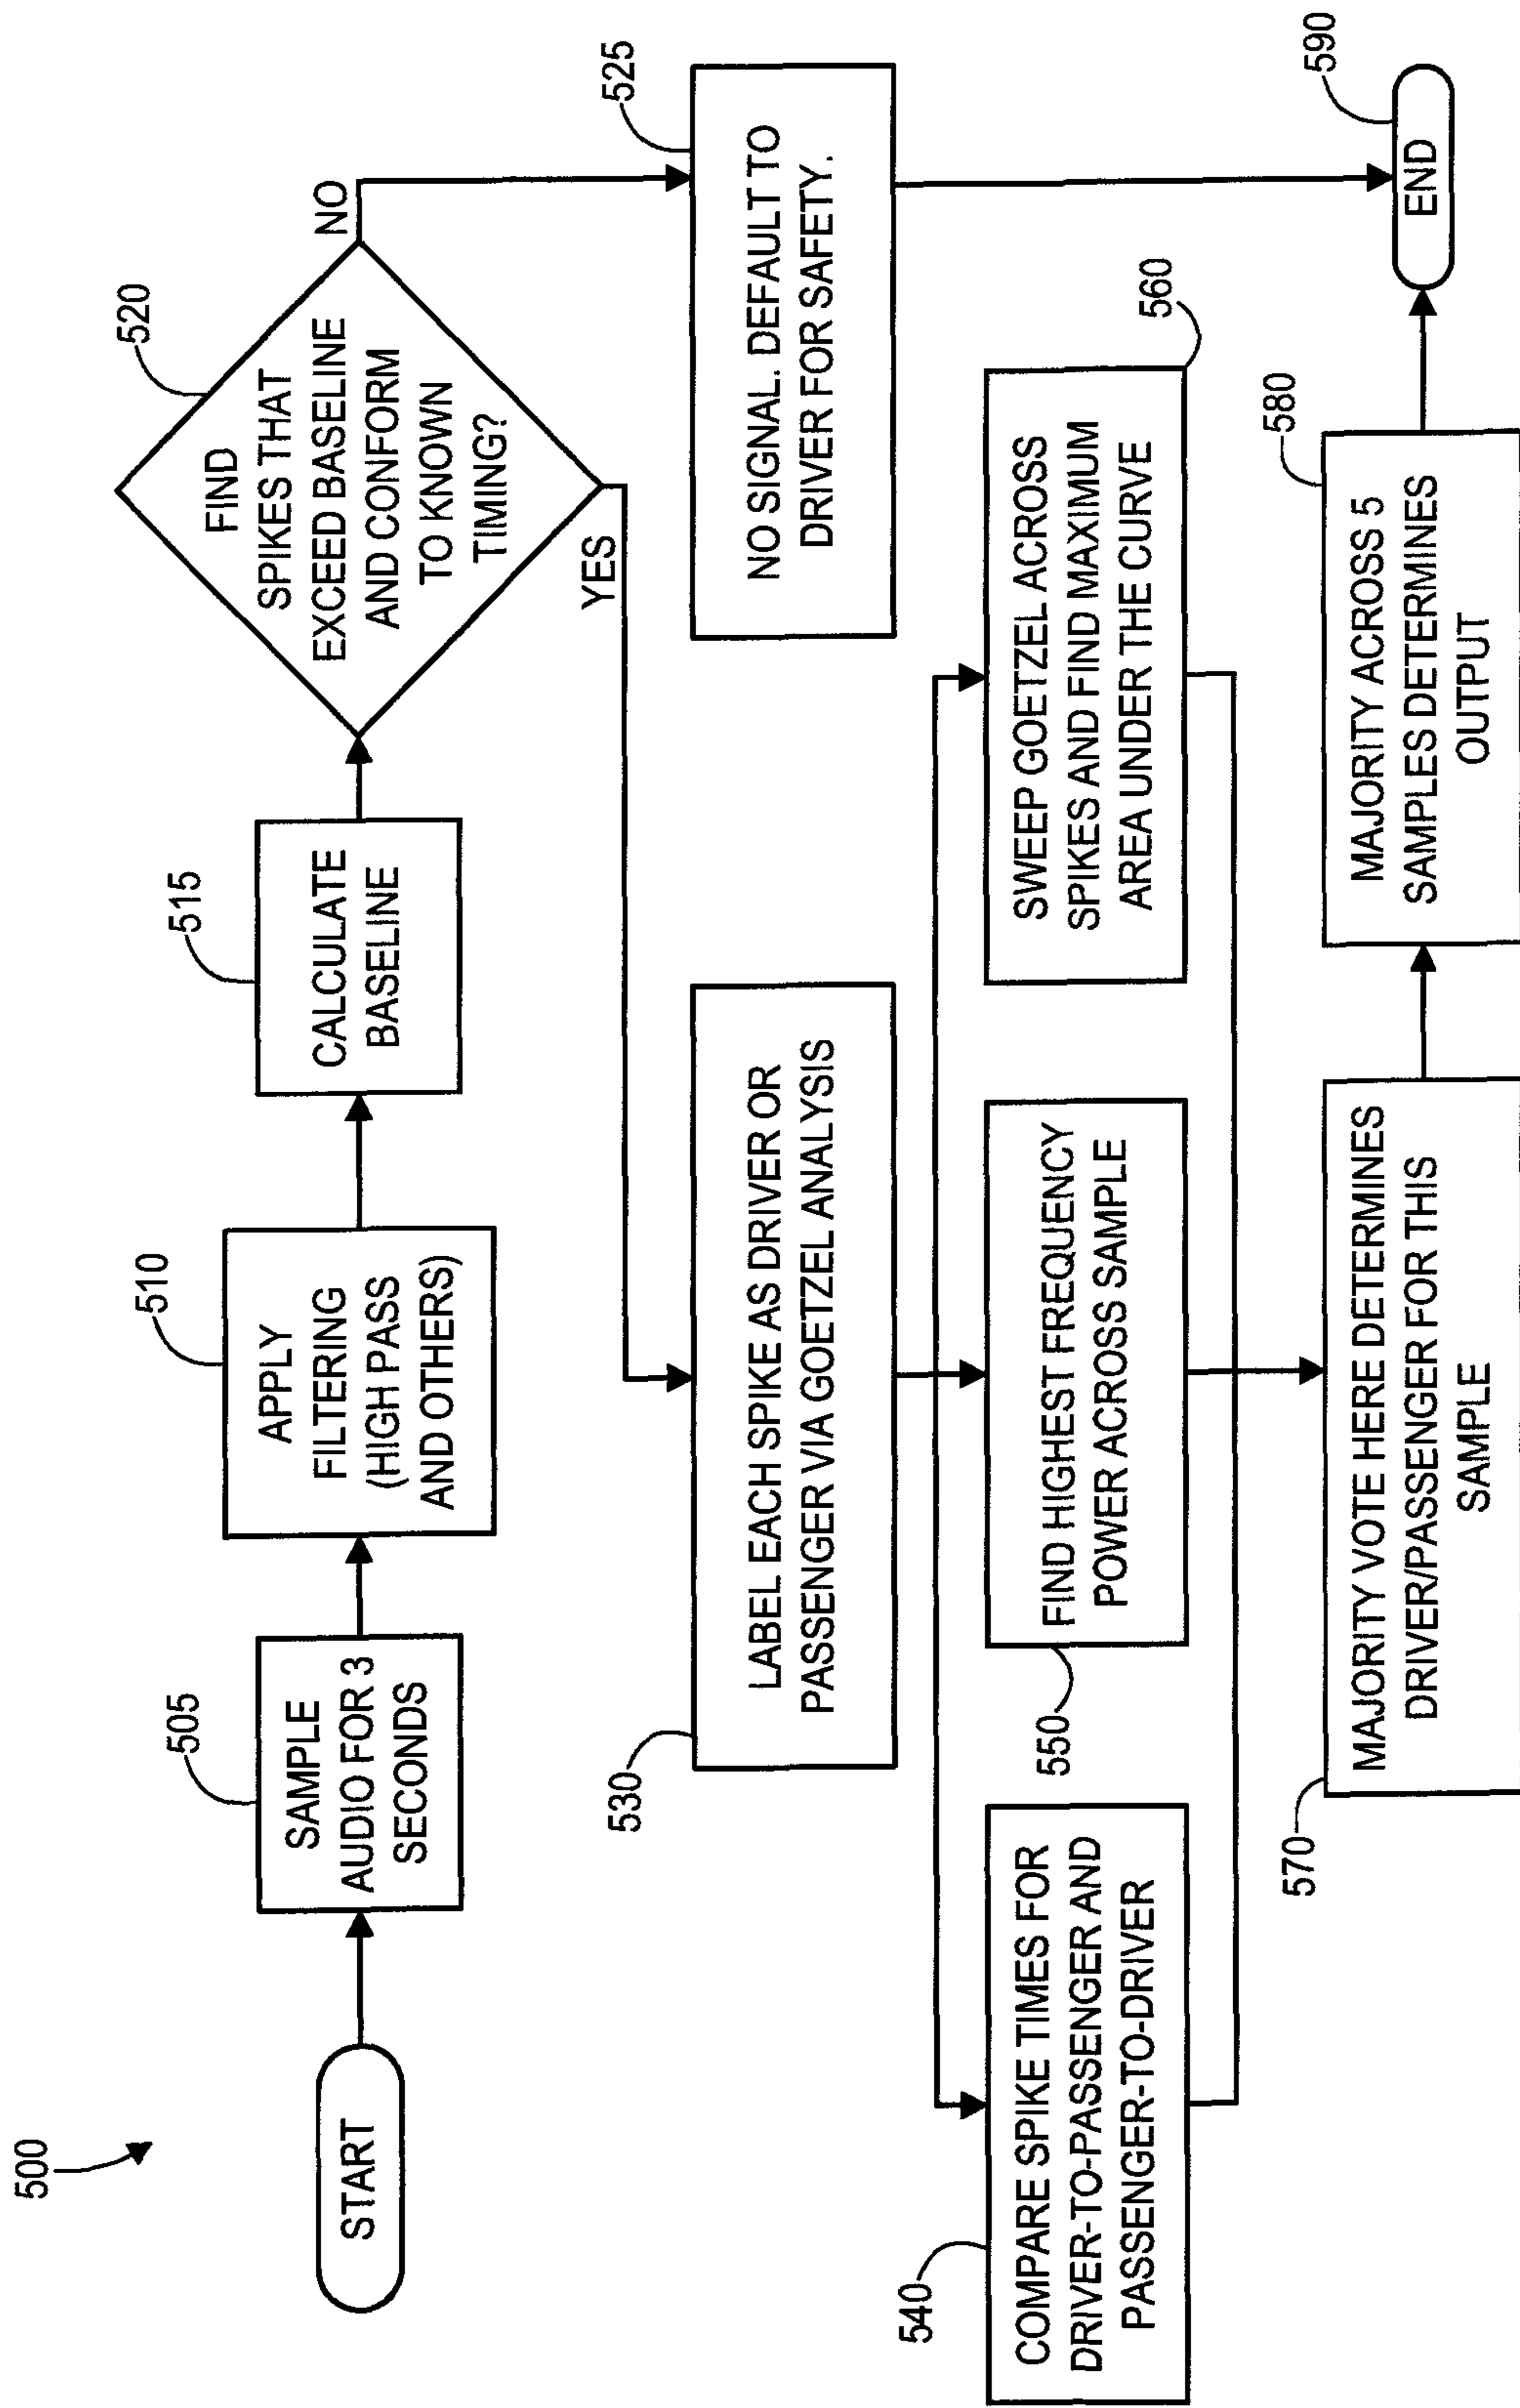 500
START
505
SAMPLE
AUDIO FOR 3
SECONDS
510
APPLY
FILTERING
(HIGH PASS
AND OTHERS)
515
CALCULATE
BASELINE
520
FIND
SPIKES THAT
EXCEED BASELINE
AND CONFORM
TO KNOWN
TIMING?
NO
YES
525
NO SIGNAL. DEFAULT TO
DRIVER FOR SAFETY.
530
LABEL EACH SPIKE AS DRIVER OR
PASSENGER VIA GOETZEL ANALYSIS
540
COMPARE SPIKE TIMES FOR
DRIVER-TO-PASSENGER AND
PASSENGER-TO-DRIVER
550
FIND HIGHEST FREQUENCY
POWER ACROSS SAMPLE
560
SWEEP GOETZEL ACROSS
SPIKES AND FIND MAXIMUM
AREA UNDER THE CURVE
570
MAJORITY VOTE HERE DETERMINES
DRIVER/PASSENGER FOR THIS
SAMPLE
580
MAJORITY ACROSS 5
SAMPLES DETERMINES
OUTPUT
590
END